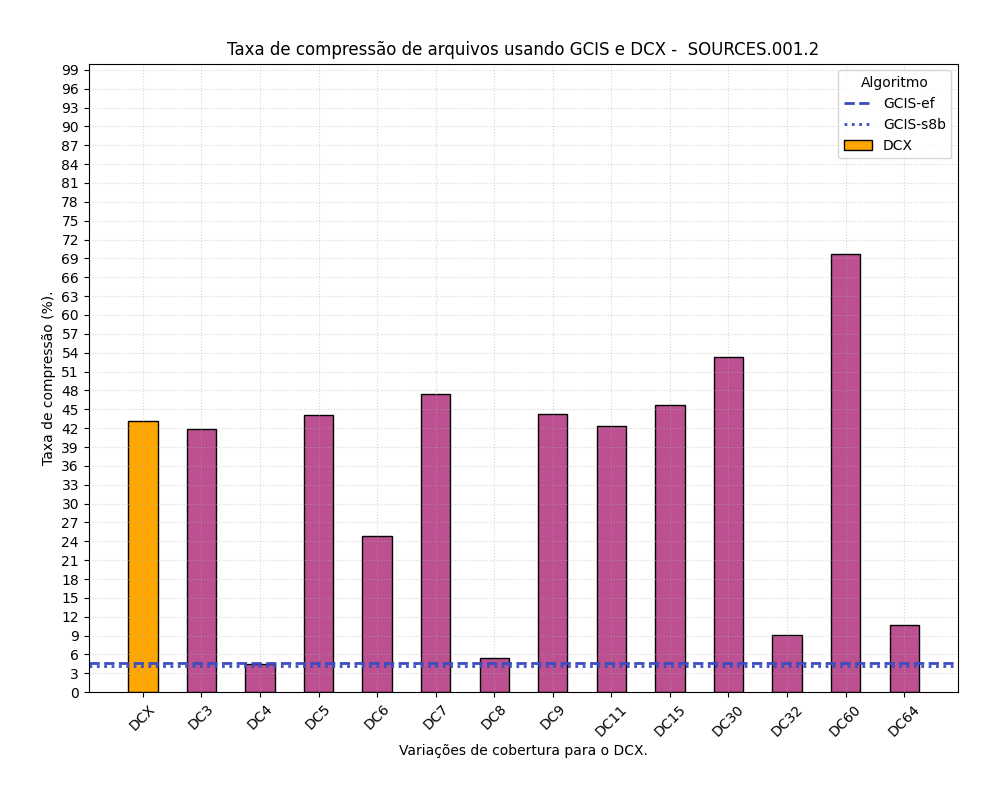 Taxa de compressão de arquivos usando GCIS e DCX -  SOURCES.001.2
Algoritmo
GCIS-ef
GCIS-s8b
DCX
Taxa de compressão (%).
99
96
93
90
87
84
81
78
75
72
69
66
63
60
57
54
51
48
45
42
39
36
33
30
27
24
21
18
15
12
9
6
3
0
DCX
DC3
DC4
DC5
DC6
DC7
DC8
DC9
DC11
DC15
DC30
DC32
DC60
DC64
Variações de cobertura para o DCX.